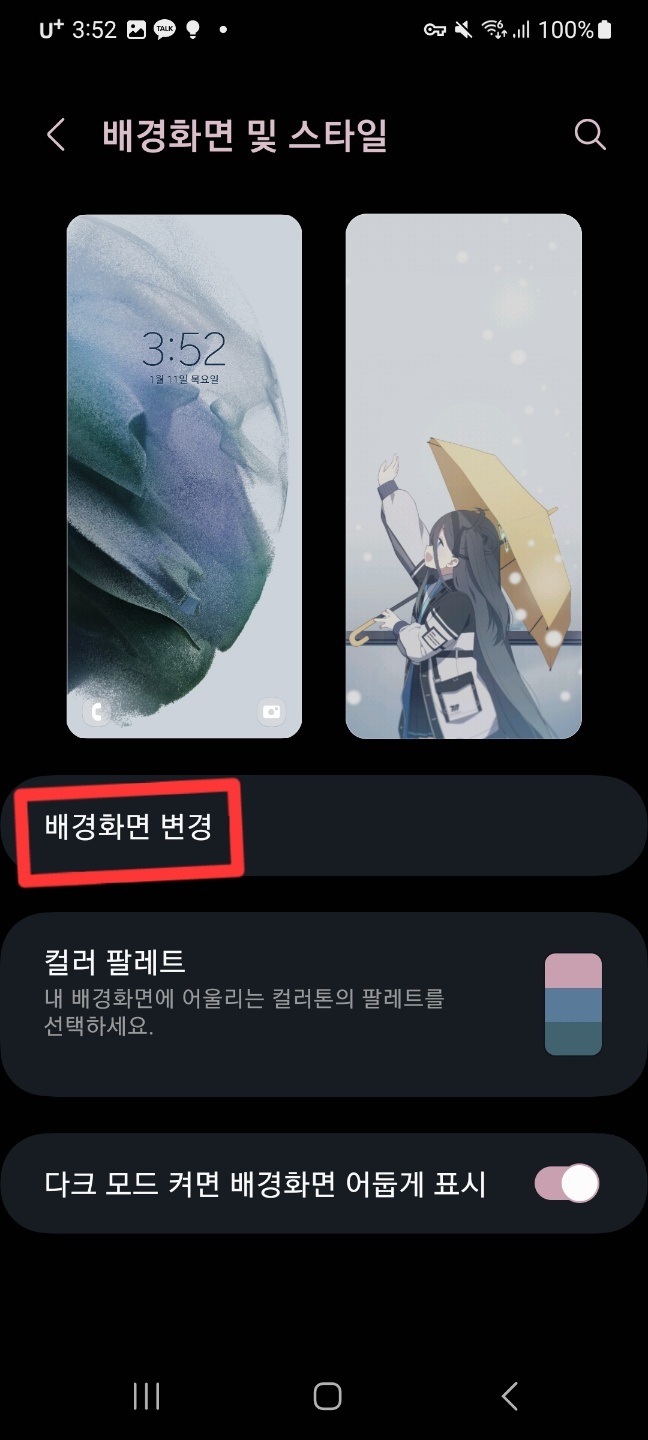 U+ 3:52 TALK 100%
배경화면 및 스타일
3:52
1월 11일 목요일
배경화면 변경
컬러 팔레트
내 배경화면에 어울리는 컬러톤의 팔레트를
선택하세요.
다크 모드 켜면 배경화면 어둡게 표시